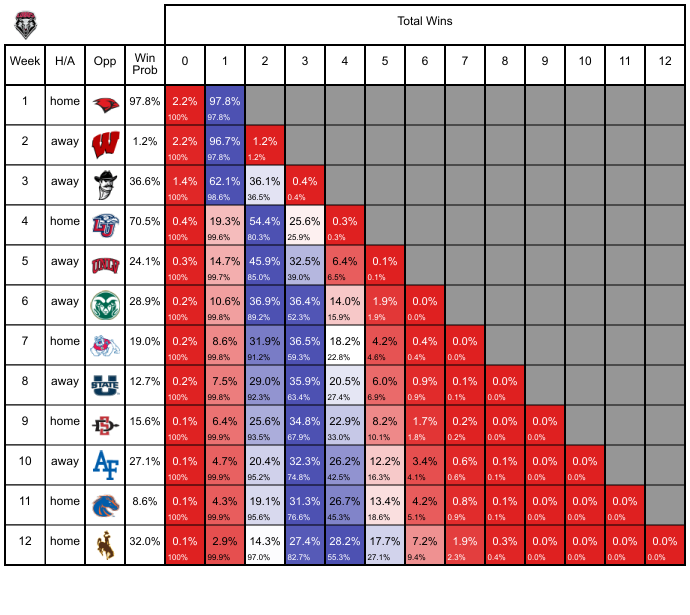 Total Wins
Week H/A Opp Win Prob 0 1 2 3 4 5 6 7 8 9 10 11 12
1 home 97.8% 2.2% 97.8%
100% 97.8%
2 away W 1.2% 2.2% 96.7% 1.2%
100% 97.8% 1.2%
3 away 36.6% 1.4% 62.1% 36.1% 0.4%
100% 98.6% 36.5% 0.4%
4 home LU 70.5% 0.4% 19.3% 54.4% 25.6% 0.3%
100% 99.6% 80.3% 25.9% 0.3%
5 away UNLV 24.1% 0.3% 14.7% 45.9% 32.5% 6.4% 0.1%
100% 99.7% 85.0% 39.0% 6.5% 0.1%
6 away 28.9% 0.2% 10.6% 36.9% 36.4% 14.0% 1.9% 0.0%
100% 99.8% 89.2% 52.3% 15.9% 1.9% 0.0%
7 home 19.0% 0.2% 8.6% 31.9% 36.5% 18.2% 4.2% 0.4% 0.0%
100% 99.8% 91.2% 59.3% 22.8% 4.6% 0.4% 0.0%
8 away U STATE 12.7% 0.2% 7.5% 29.0% 35.9% 20.5% 6.0% 0.9% 0.1% 0.0%
100% 99.8% 92.3% 63.4% 27.4% 6.9% 0.9% 0.1% 0.0%
9 home SD 15.6% 0.1% 6.4% 25.6% 34.8% 22.9% 8.2% 1.7% 0.2% 0.0% 0.0%
100% 99.9% 93.5% 67.9% 33.0% 10.1% 1.8% 0.2% 0.0% 0.0%
10 away AF 27.1% 0.1% 4.7% 20.4% 32.3% 26.2% 12.2% 3.4% 0.6% 0.1% 0.0% 0.0%
100% 99.9% 95.2% 74.8% 42.5% 16.3% 4.1% 0.6% 0.1% 0.0% 0.0%
11 home 8.6% 0.1% 4.3% 19.1% 31.3% 26.7% 13.4% 4.2% 0.8% 0.1% 0.0% 0.0% 0.0%
100% 99.9% 95.6% 76.6% 45.3% 18.6% 5.1% 0.9% 0.1% 0.0% 0.0% 0.0%
12 home 32.0% 0.1% 2.9% 14.3% 27.4% 28.2% 17.7% 7.2% 1.9% 0.3% 0.0% 0.0% 0.0% 0.0%
100% 99.9% 97.0% 82.7% 55.3% 27.1% 9.4% 2.3% 0.4% 0.0% 0.0% 0.0% 0.0%